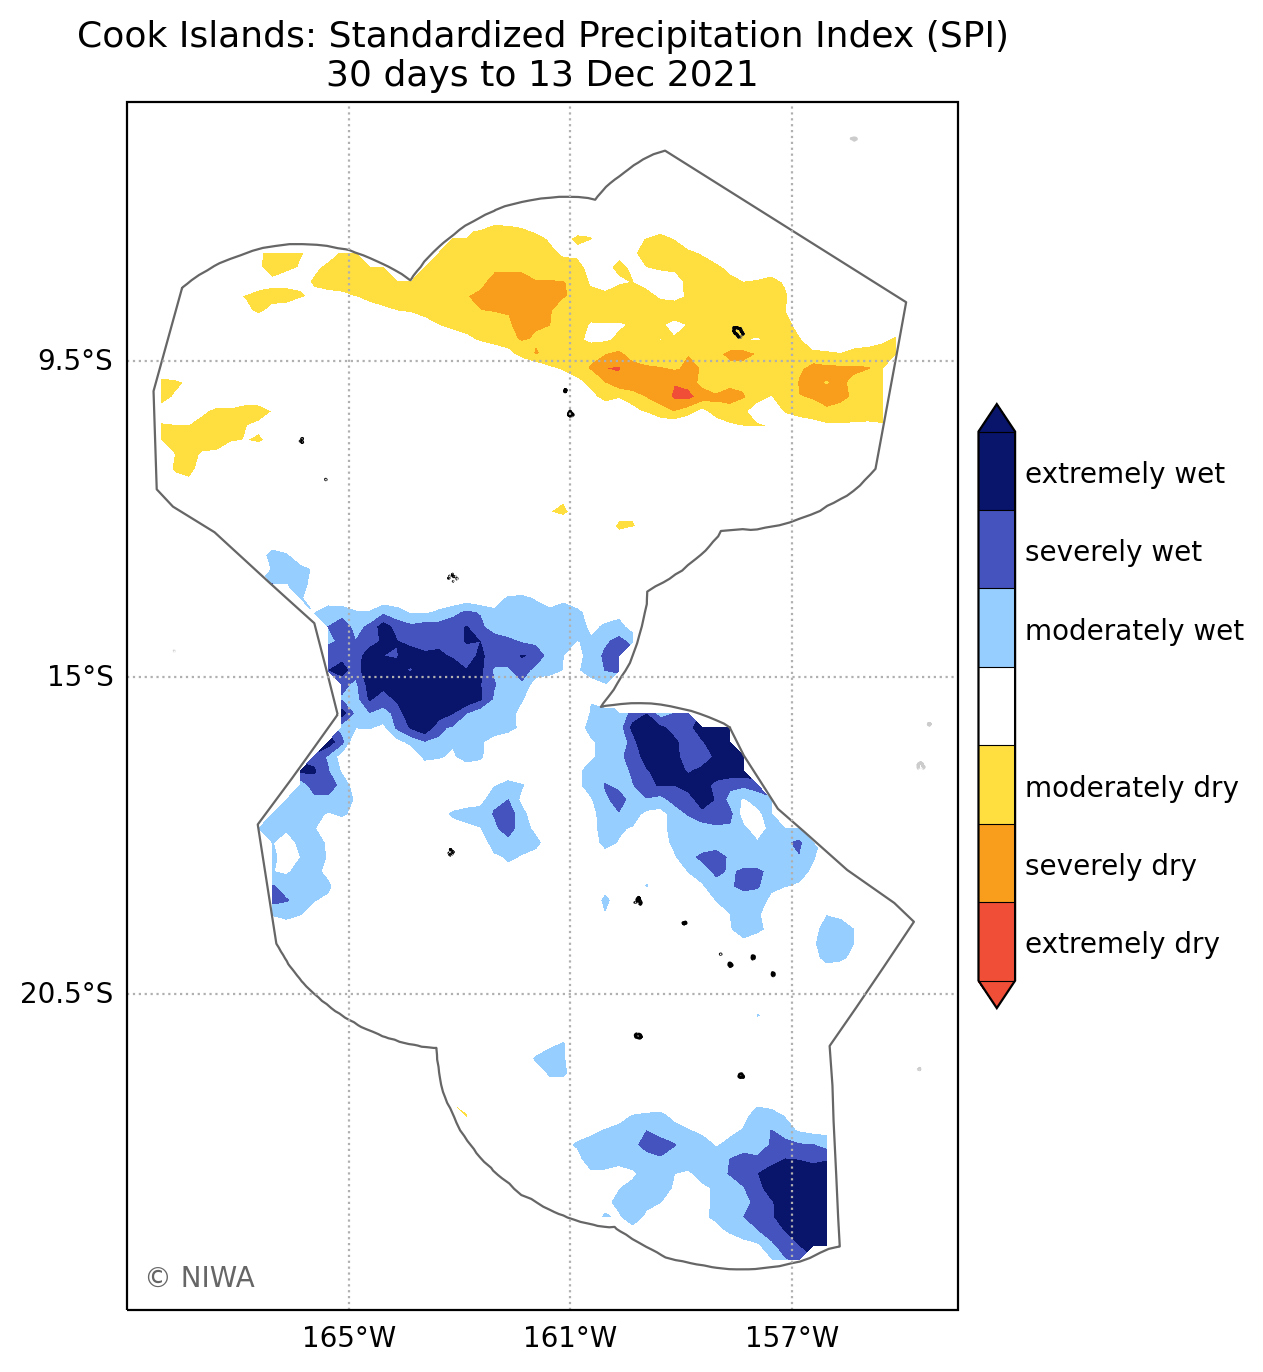 Cook Islands: Standardized Precipitation Index (SPI)
30 days to 13 Dec 2021
9.5°S
15°S
20.5°S
165°W
161°W
157°W
extremely wet
severely wet
moderately wet
moderately dry
severely dry
extremely dry
© NIWA